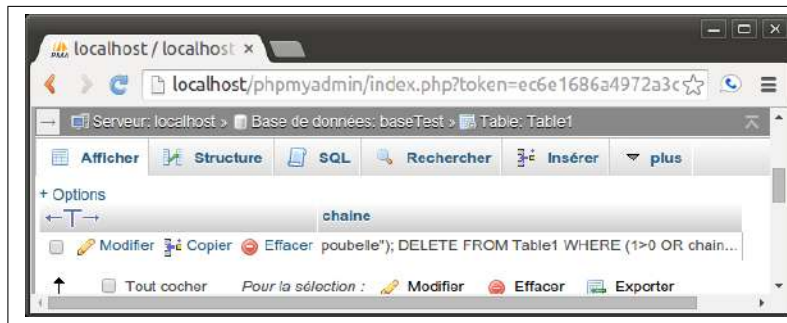 localhost / localhost
localhost/phpmyadmin/index.php?token=ec6e1686a4972a3c
Serveur: localhost » Base de données: baseTest » Table: Table1
Afficher Structure SQL Rechercher Insérer plus
+ Options
←T→ chaine
Modifier Copier Effacer poubelle"); DELETE FROM Table1 WHERE (1>0 OR chain...
Tout cocher Pour la sélection : Modifier Effacer Exporter